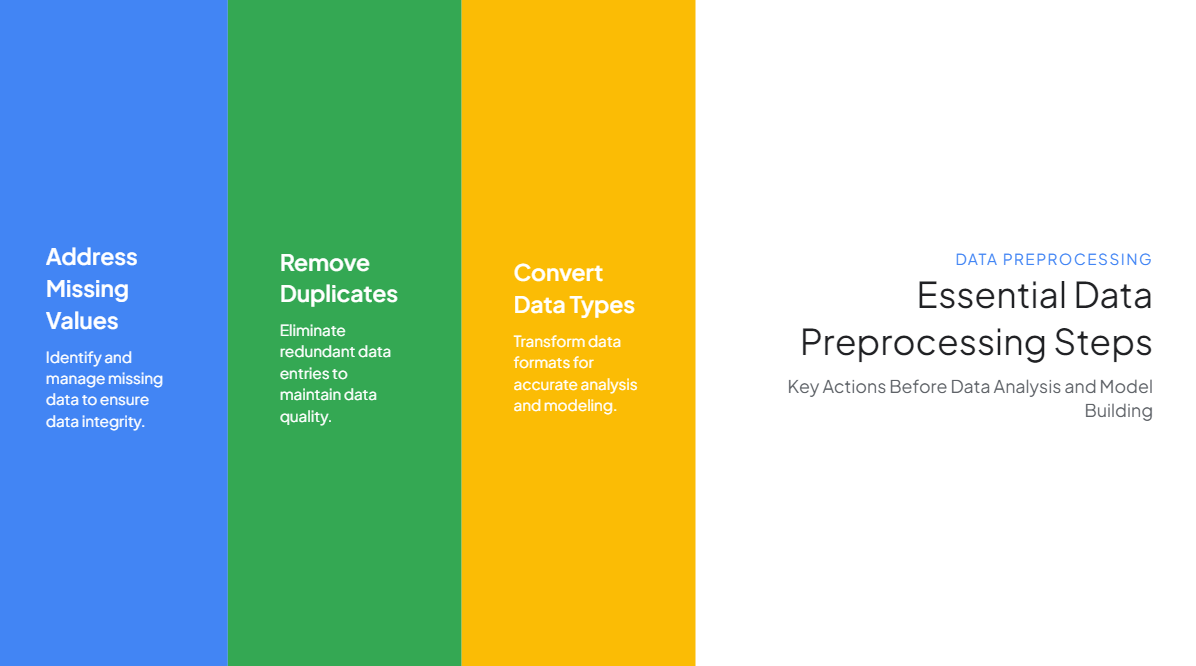 Address
Missing
Values
Identify and
manage missing
data to ensure
data integrity.
Remove
Duplicates
Eliminate
redundant data
entries to
maintain data
quality.
Convert
Data Types
Transform data
formats for
accurate analysis
and modeling.
DATA PREPROCESSING
Essential Data
Preprocessing Steps
Key Actions Before Data Analysis and Model
Building